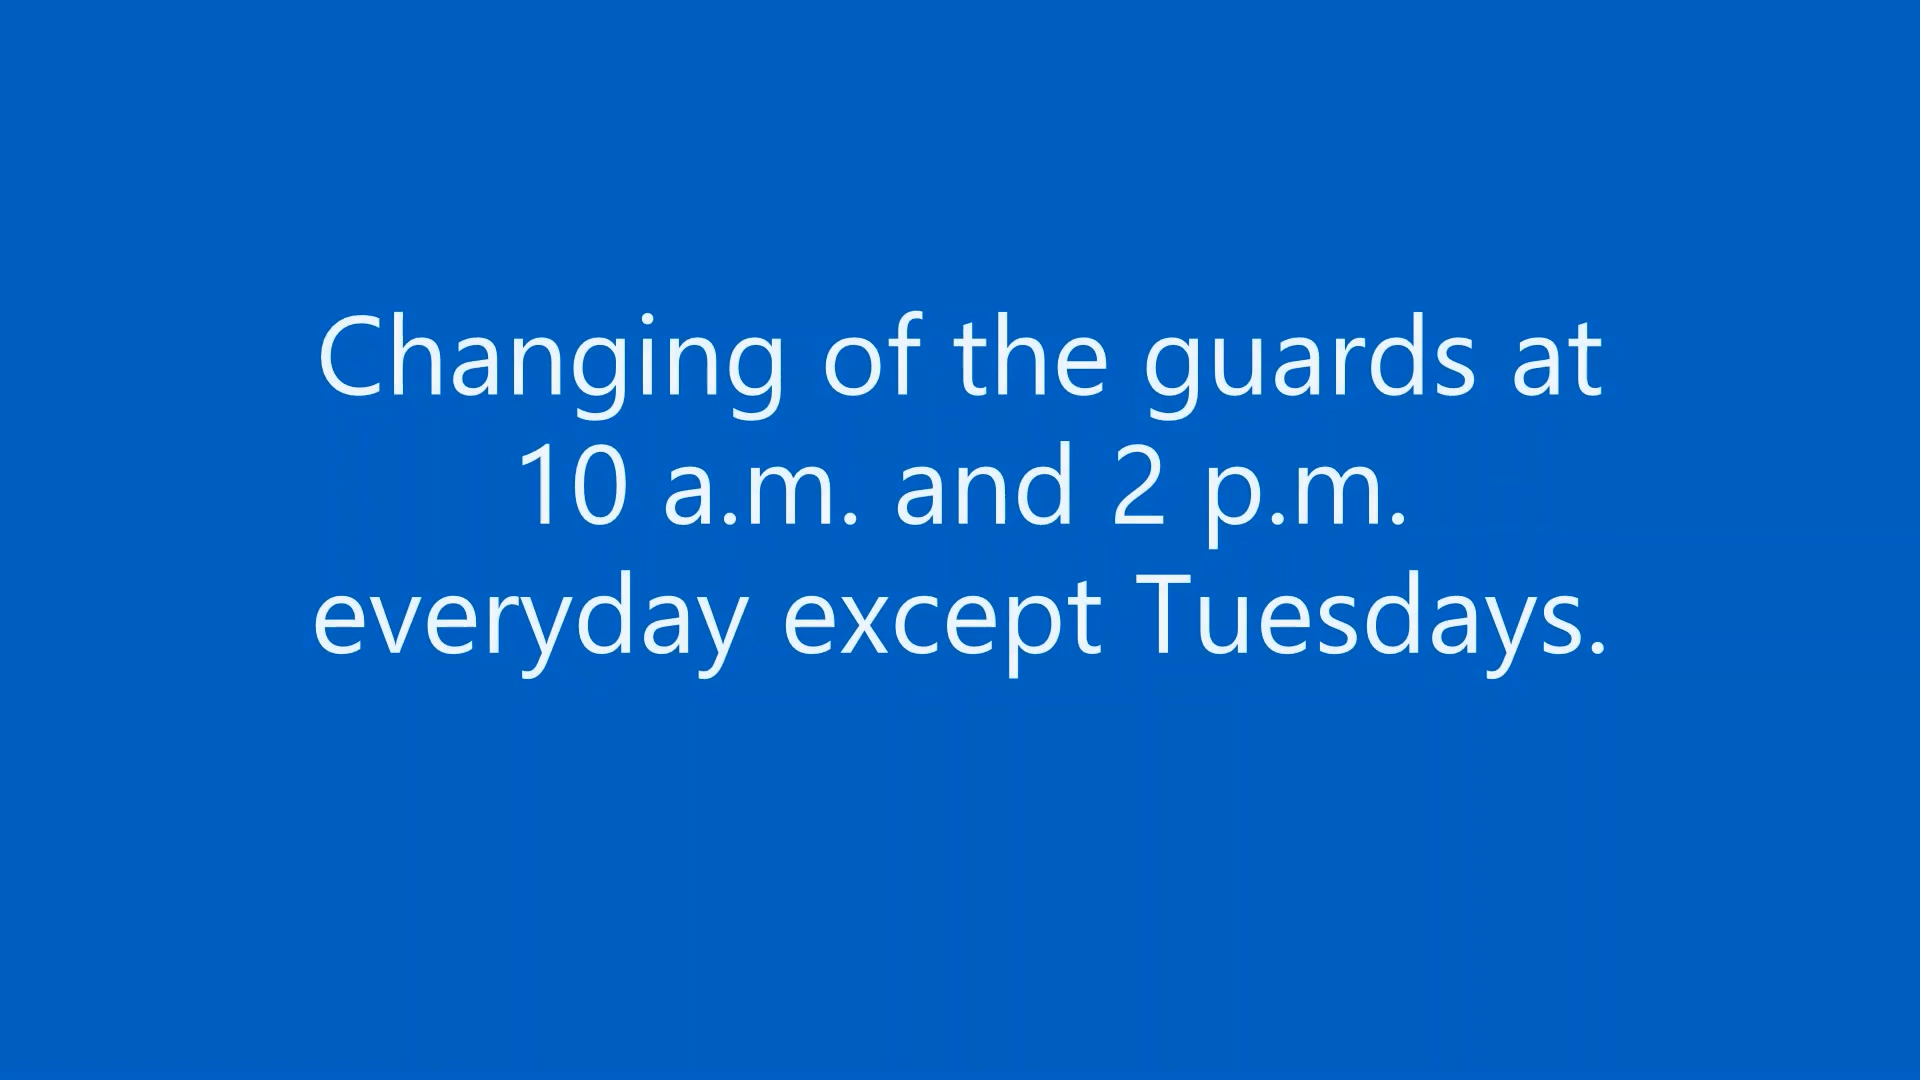 Changing of the guards at
10 a.m. and 2 p.m.
everyday except Tuesdays.